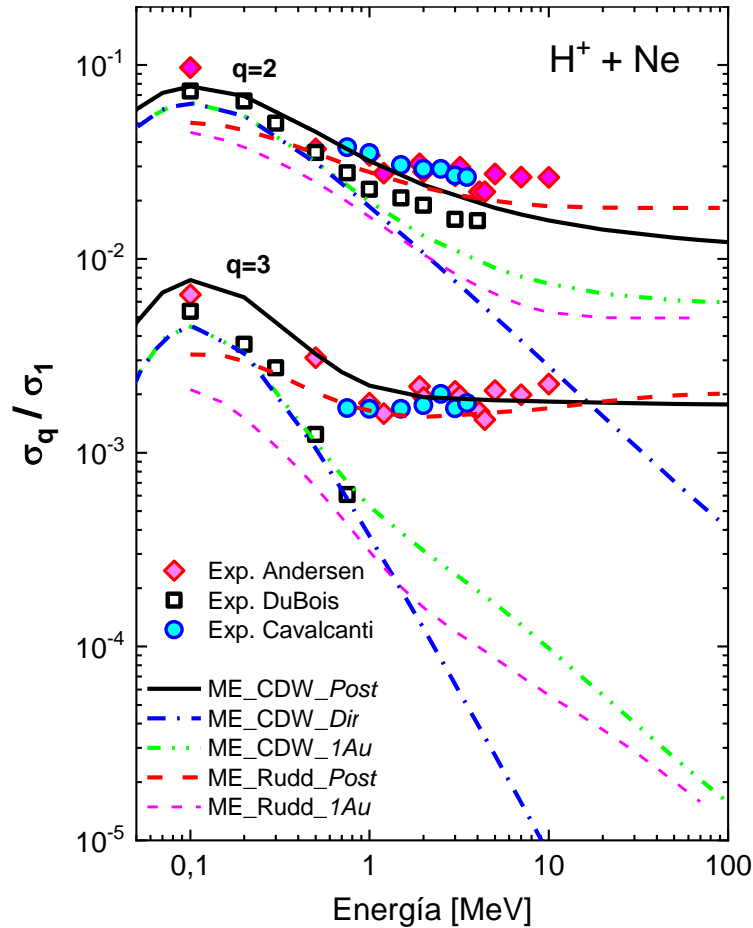 H⁺ + Ne
10⁻¹
q=2
10⁻²
q=3
σq / σ1
10⁻³
Exp. Andersen
Exp. DuBois
Exp. Cavalcanti
10⁻⁴
ME_CDW_Post
ME_CDW_Dir
ME_CDW_1Au
ME_Rudd_Post
ME_Rudd_1Au
10⁻⁵
0,1 1 10 100
Energía [MeV]